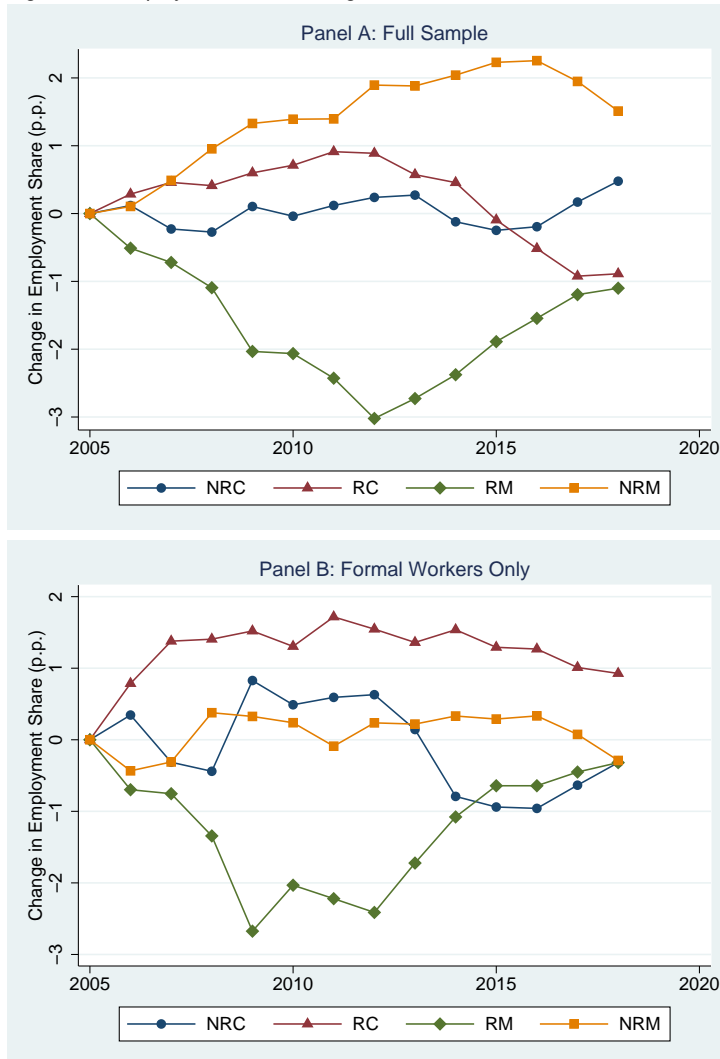 Panel A: Full Sample
Change in Employment Share (p.p.)
2
1
0
−1
−2
−3
2005 2010 2015 2020
NRC RC RM NRM
Panel B: Formal Workers Only
Change in Employment Share (p.p.)
2
1
0
−1
−2
−3
2005 2010 2015 2020
NRC RC RM NRM